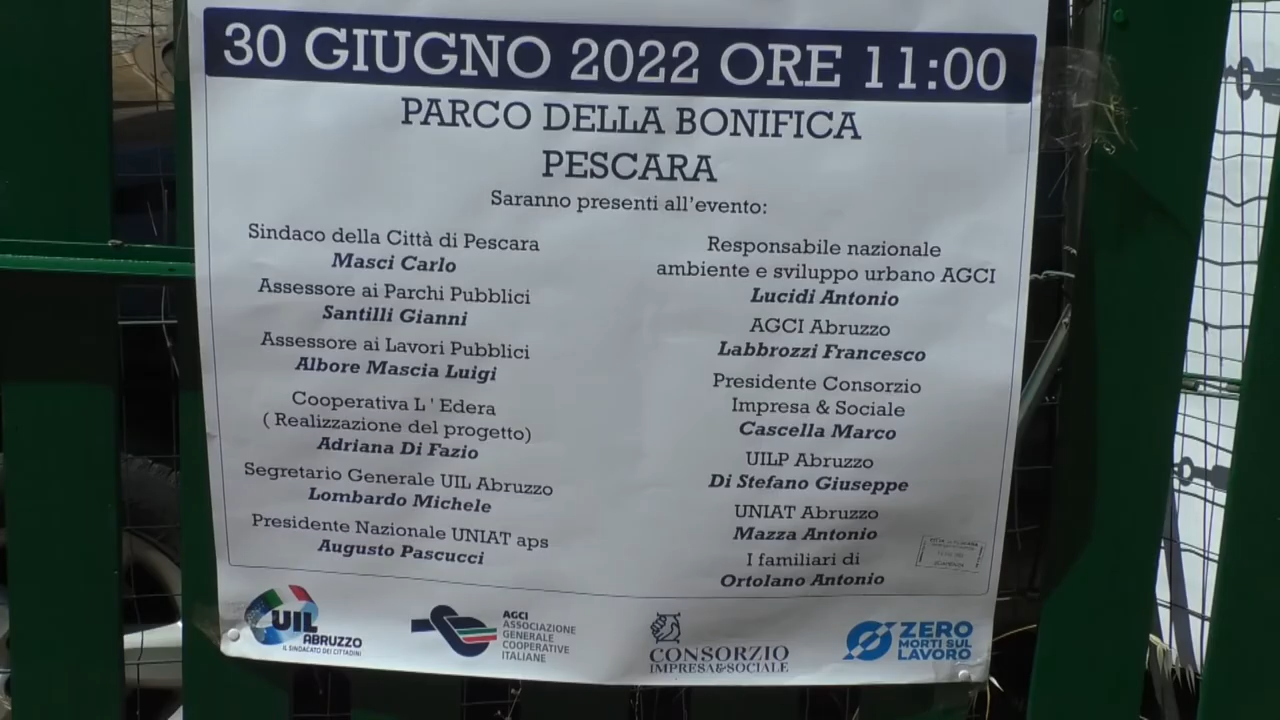 30 GIUGNO 2022 ORE 11:00
PARCO DELLA BONIFICA
PESCARA
Saranno presenti all'evento:
Sindaco della Città di Pescara
Masci Carlo
Assessore ai Parchi Pubblici
Santilli Gianni
Assessore ai Lavori Pubblici
Albore Mascia Luigi
Cooperativa L ' Edera
( Realizzazione del progetto)
Adriana Di Fazio
Segretario Generale UIL Abruzzo
Lombardo Michele
Presidente Nazionale UNIAT aps
Augusto Pascucci
Responsabile nazionale
ambiente e sviluppo urbano AGCI
Lucidi Antonio
AGCI Abruzzo
Labbrozzi Francesco
Presidente Consorzio
Impresa & Sociale
Cascella Marco
UILP Abruzzo
Di Stefano Giuseppe
UNIAT Abruzzo
Mazza Antonio
I familiari di
Ortolano Antonio
UIL
ABRUZZO
IL SINDACATO DEI CITTADINI
AGCI
ASSOCIAZIONE
GENERALE
COOPERATIVE
ITALIANE
CONSORZIO
IMPRESA&SOCIALE
ZERO
MORTI SUL
LAVORO